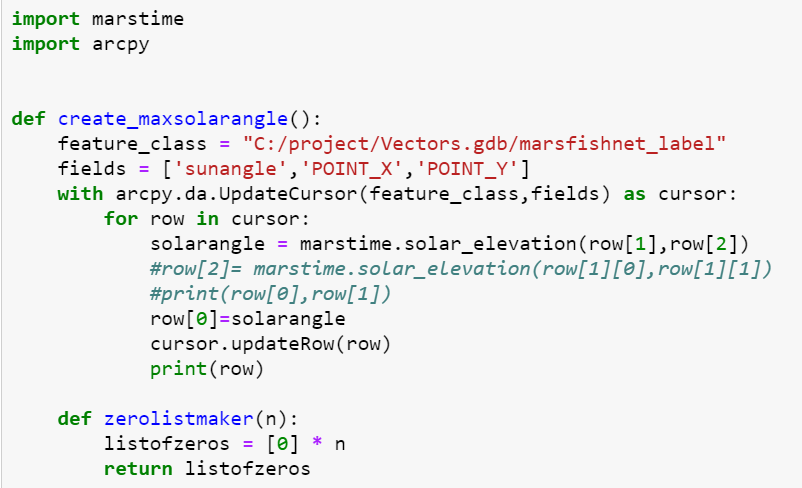 import marstime
import arcpy
def create_maxsolarangle():
    feature_class = "C:/project/Vectors.gdb/marsfishnet_label"
    fields = ['sunangle','POINT_X','POINT_Y']
    with arcpy.da.UpdateCursor(feature_class,fields) as cursor:
        for row in cursor:
            solarangle = marstime.solar_elevation(row[1],row[2])
            #row[2]= marstime.solar_elevation(row[1][0],row[1][1])
            #print(row[0],row[1])
            row[0]=solarangle
            cursor.updateRow(row)
            print(row)
    def zerolistmaker(n):
        listofzeros = [0] * n
        return listofzeros